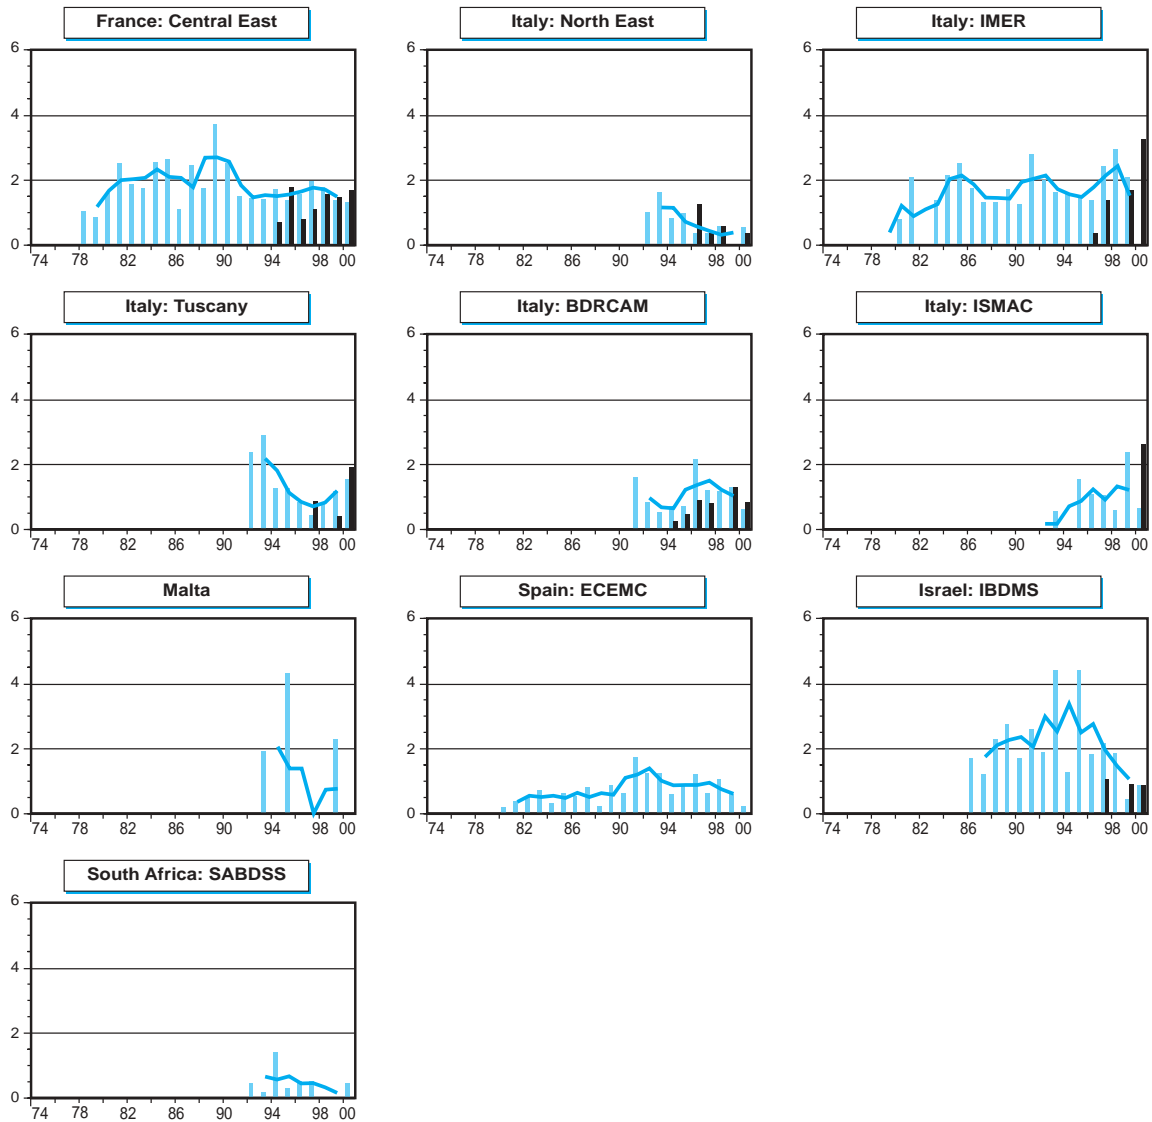 France: Central East
Italy: North East
Italy: IMER
6
4
2
0
74 78 82 86 90 94 98 00
6
4
2
0
74 78 82 86 90 94 98 00
6
4
2
0
74 78 82 86 90 94 98 00
Italy: Tuscany
Italy: BDRCAM
Italy: ISMAC
6
4
2
0
74 78 82 86 90 94 98 00
6
4
2
0
74 78 82 86 90 94 98 00
6
4
2
0
74 78 82 86 90 94 98 00
Malta
Spain: ECEMC
Israel: IBDMS
6
4
2
0
74 78 82 86 90 94 98 00
6
4
2
0
74 78 82 86 90 94 98 00
6
4
2
0
74 78 82 86 90 94 98 00
South Africa: SABDSS
6
4
2
0
74 78 82 86 90 94 98 00